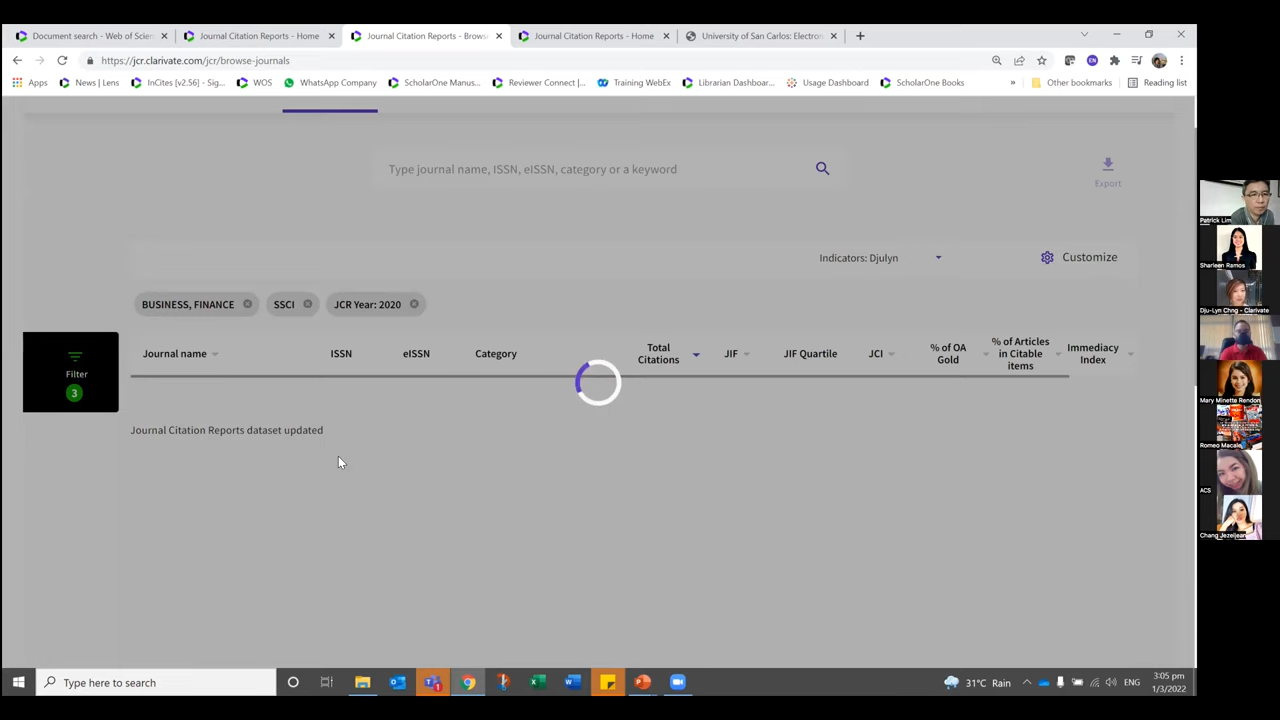 Document search - Web of Scien
Journal Citation Reports - Home
Journal Citation Reports - Brows
Journal Citation Reports - Home
University of San Carlos: Electron
https://jcr.clarivate.com/jcr/browse-journals
EN
Apps
News | Lens
InCites [v2.56] - Sig...
WOS
WhatsApp Company
ScholarOne Manus...
Reviewer Connect |...
Training WebEx
Librarian Dashboar...
Usage Dashboard
ScholarOne Books
»
Other bookmarks
Reading list
Type journal name, ISSN, eISSN, category or a keyword
Export
Indicators: Djulyn
Customize
BUSINESS, FINANCE
SSCI
JCR Year: 2020
Filter
3
Journal name
ISSN
eISSN
Category
Total
Citations
JIF
JIF Quartile
JCI
% of OA
Gold
% of Articles
in Citable
items
Immediacy
Index
Journal Citation Reports dataset updated
Patrick Lim
Sharleen Ramos
Dju-Lyn Chng - Clarivate
Mary Minette Rendon
Romeo Macale
ACS
Chang Jezeljean
Type here to search
31°C Rain
ENG
3:05 pm
1/3/2022